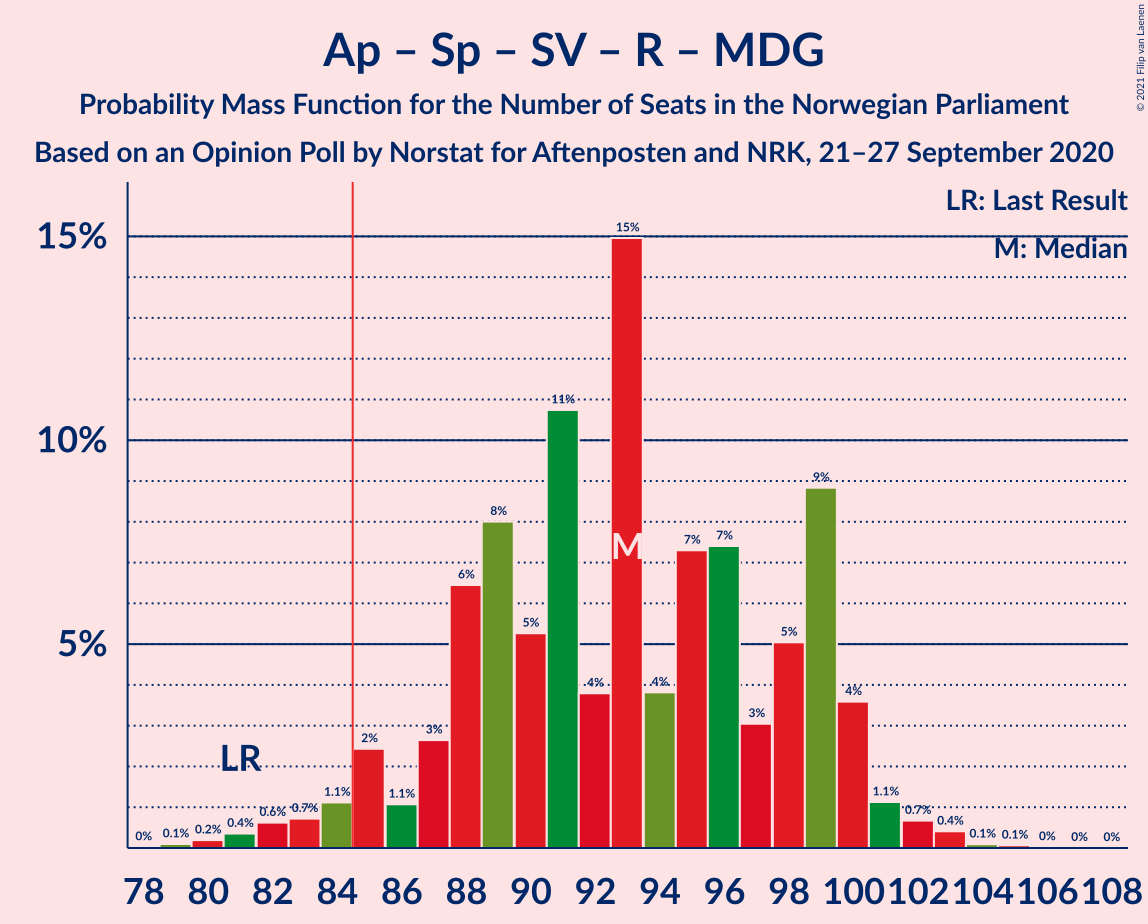 Ap – Sp – SV – R – MDG
Probability Mass Function for the Number of Seats in the Norwegian Parliament
Based on an Opinion Poll by Norstat for Aftenposten and NRK, 21–27 September 2020
© 2021 Filip van Laenen
LR: Last Result
M: Median
15%
10%
5%
LR
M
0% 0.1% 0.2% 0.4% 0.6% 0.7% 1.1% 2% 1.1% 3% 6% 8% 5% 11% 4% 15% 4% 7% 7% 3% 5% 9% 4% 1.1% 0.7% 0.4% 0.1% 0.1% 0% 0% 0%
78 80 82 84 86 88 90 92 94 96 98 100 102 104 106 108